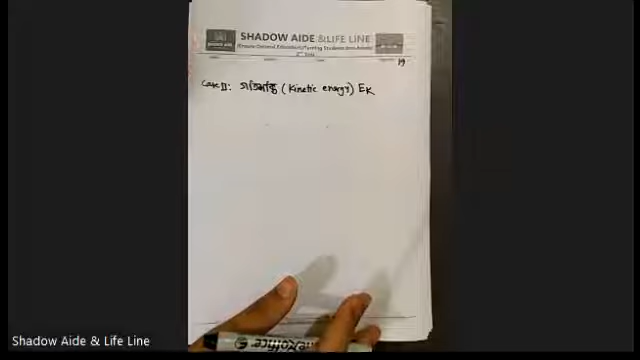 SHADOW AIDE & LIFE LINE
19
Case II: গতিশক্তি (Kinetic energy) EK
Shadow Aide & Life Line